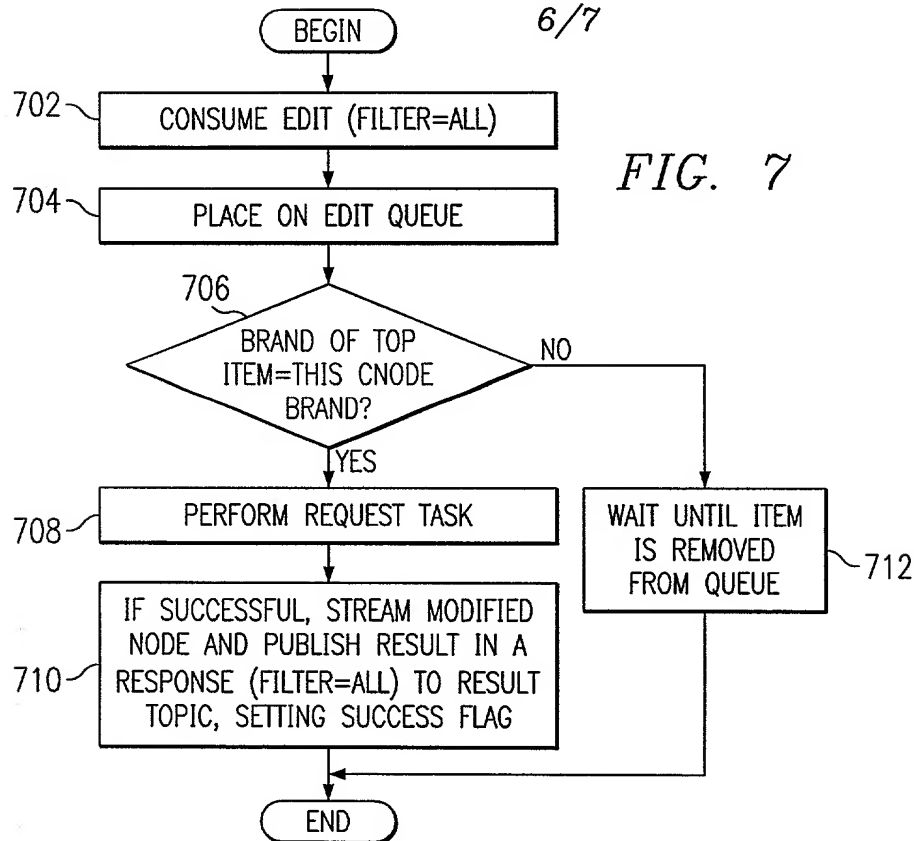 6/7
BEGIN
702
CONSUME EDIT (FILTER=ALL)
FIG. 7
704
PLACE ON EDIT QUEUE
706
BRAND OF TOP
ITEM=THIS CNODE
BRAND?
NO
YES
708
PERFORM REQUEST TASK
WAIT UNTIL ITEM
IS REMOVED
FROM QUEUE
712
710
IF SUCCESSFUL, STREAM MODIFIED
NODE AND PUBLISH RESULT IN A
RESPONSE (FILTER=ALL) TO RESULT
TOPIC, SETTING SUCCESS FLAG
END